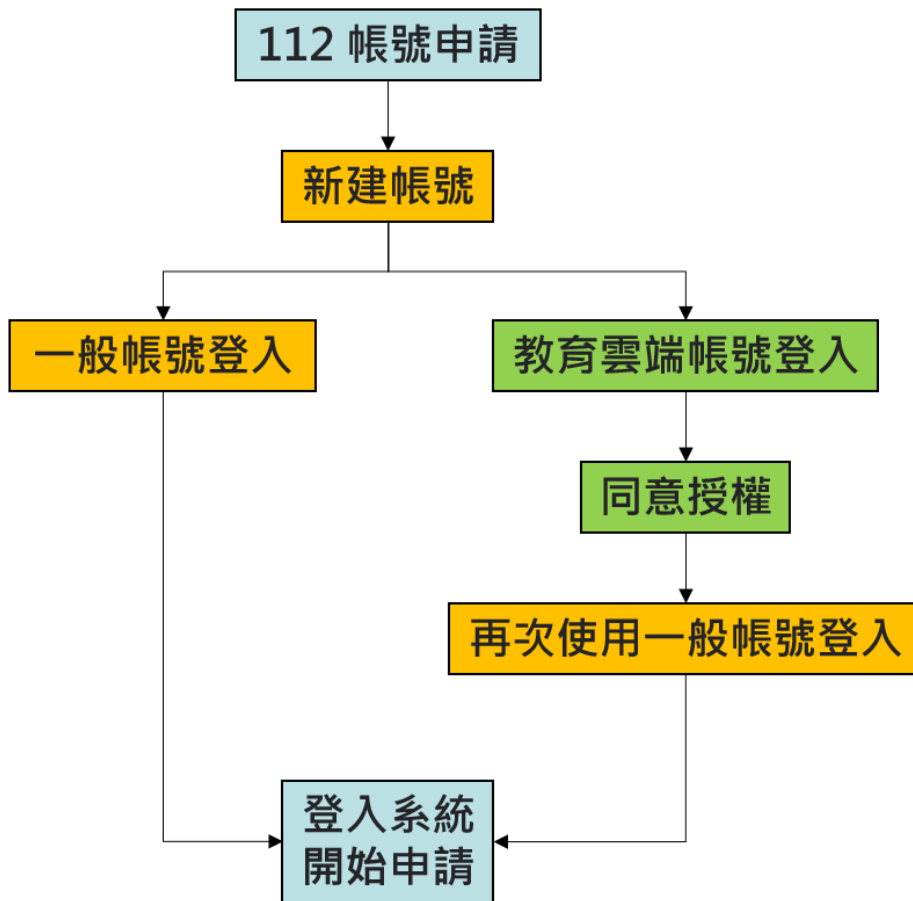 112 帳號申請
新建帳號
一般帳號登入
教育雲端帳號登入
同意授權
再次使用一般帳號登入
登入系統
開始申請